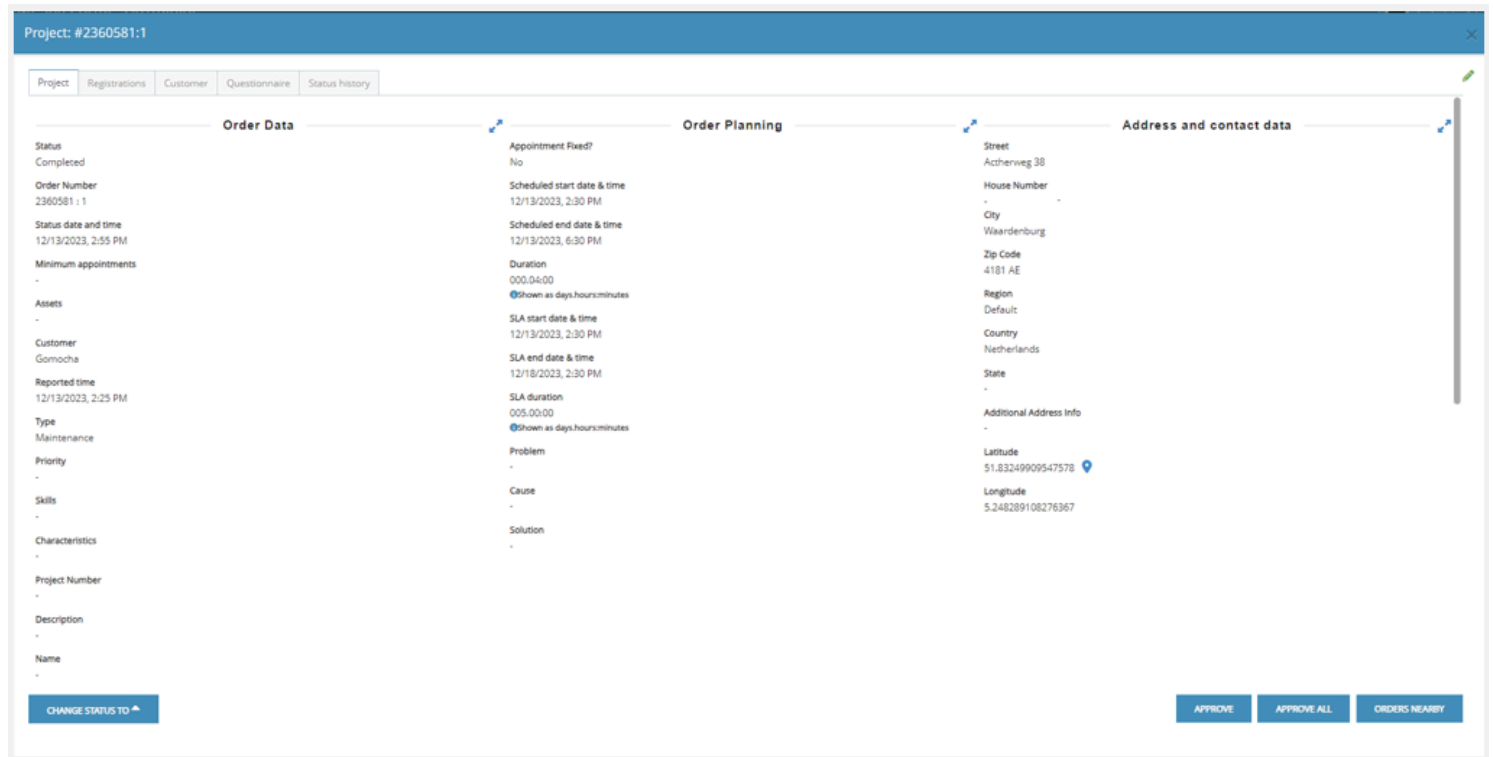 Project: #2360581:1
Project
Registrations
Customer
Questionnaire
Status history
Order Data
Status
Completed
Order Number
2360581 : 1
Status date and time
12/13/2023, 2:55 PM
Minimum appointments
-
Assets
-
Customer
Gomocha
Reported time
12/13/2023, 2:25 PM
Type
Maintenance
Priority
-
Skills
-
Characteristics
-
Project Number
-
Description
-
Name
-
Order Planning
Appointment Fixed?
No
Scheduled start date & time
12/13/2023, 2:30 PM
Scheduled end date & time
12/13/2023, 6:30 PM
Duration
000.04:00
Shown as days.hours:minutes
SLA start date & time
12/13/2023, 2:30 PM
SLA end date & time
12/18/2023, 2:30 PM
SLA duration
005.00:00
Shown as days.hours:minutes
Problem
-
Cause
-
Solution
-
Address and contact data
Street
Actherweg 38
House Number
- -
City
Waardenburg
Zip Code
4181 AE
Region
Default
Country
Netherlands
State
-
Additional Address Info
-
Latitude
51.83249909547578
Longitude
5.248289108276367
CHANGE STATUS TO
APPROVE
APPROVE ALL
ORDERS NEARBY